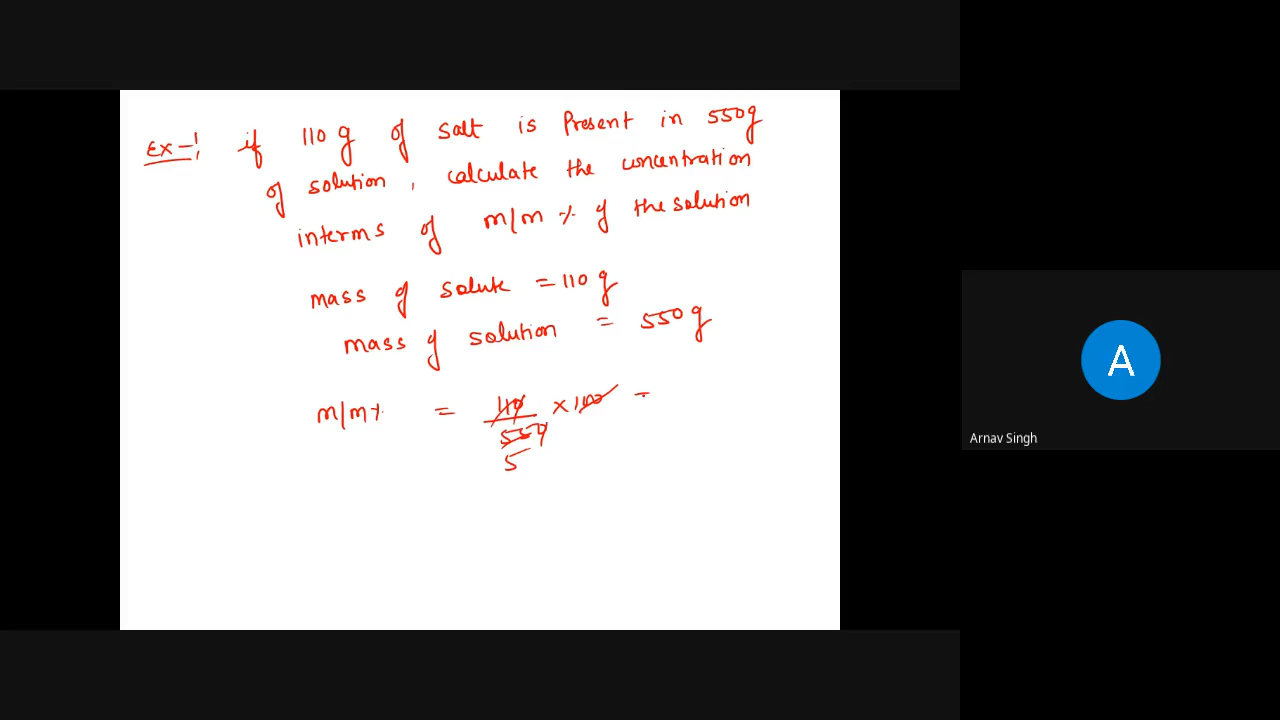 Ex-1 if 110 g of salt is Present in 550g
of solution, calculate the concentration
interms of m/m % of the solution
mass of solute = 110 g
mass of solution = 550 g
m/m% = 110/550 × 100 =
5
A
Arnav Singh